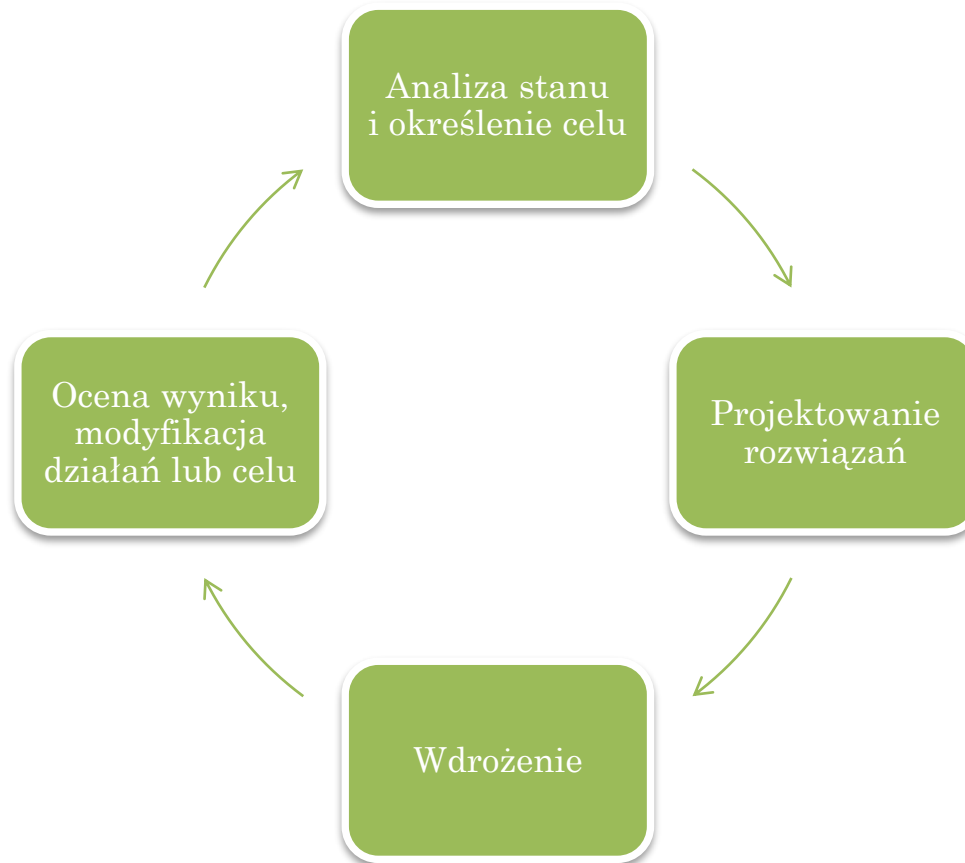 Analiza stanu
i określenie celu
Projektowanie
rozwiązań
Wdrożenie
Ocena wyniku,
modyfikacja
działań lub celu